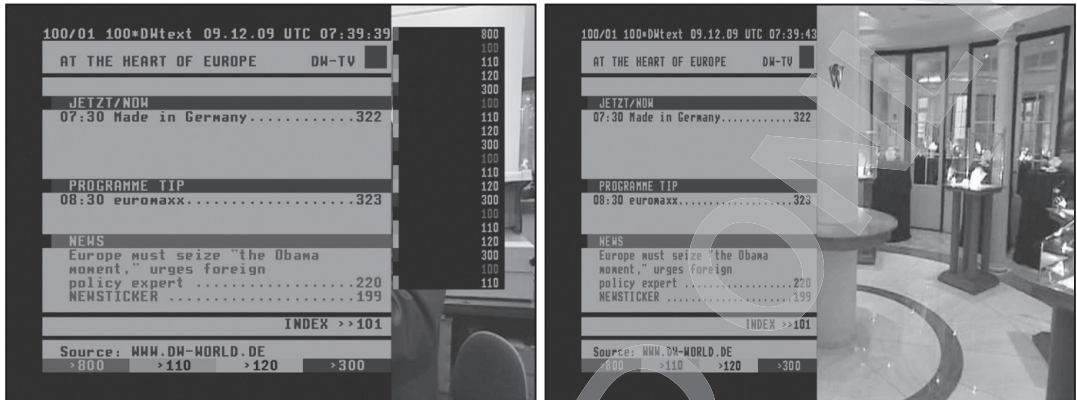 100/01 100*DWtext 09.12.09 UTC 07:39:39
AT THE HEART OF EUROPE DW-TV
JETZT/NOW
07:30 Made in Germany............322
PROGRAMME TIP
08:30 euromaxx...................323
NEWS
Europe must seize "the Obama
moment," urges foreign
policy expert ..................220
NEWSTICKER .....................199
INDEX >>101
Source: WWW.DW-WORLD.DE
>800 >110 >120 >300
800
100
110
120
300
100
110
120
300
100
110
120
300
100
110
120
300
100
110
100/01 100*DWtext 09.12.09 UTC 07:39:43
AT THE HEART OF EUROPE DW-TV
JETZT/NOW
07:30 Made in Germany............322
PROGRAMME TIP
08:30 euromaxx...................323
NEWS
Europe must seize "the Obama
moment," urges foreign
policy expert ..................220
NEWSTICKER .....................199
INDEX >>101
Source: WWW.DW-WORLD.DE
>800 >110 >120 >300